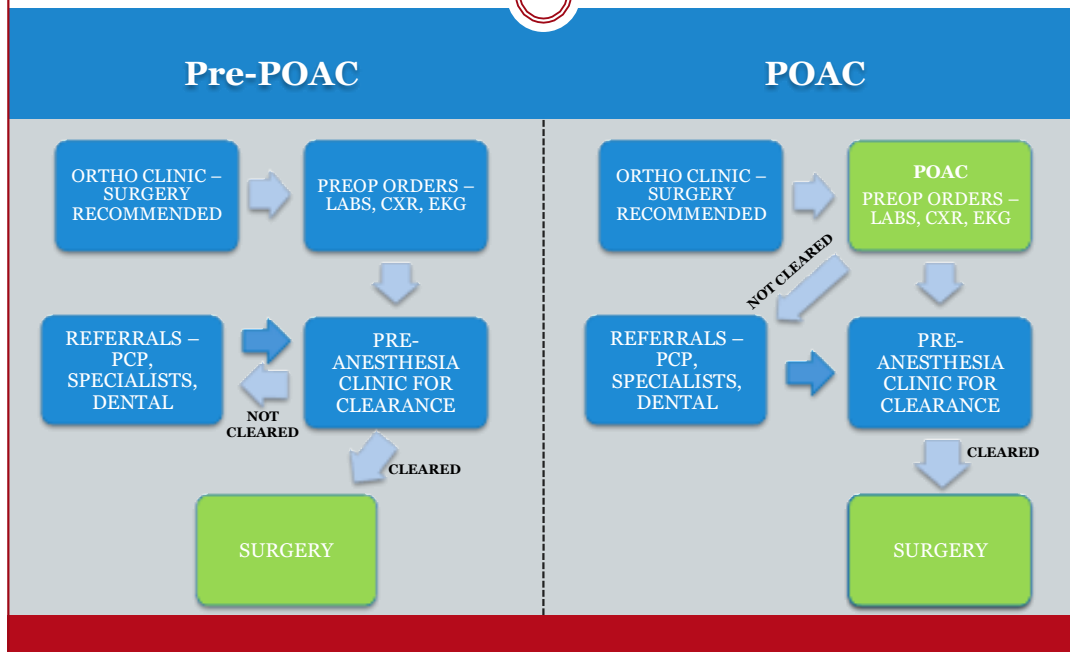 Pre-POAC
ORTHO CLINIC –
SURGERY
RECOMMENDED
PREOP ORDERS –
LABS, CXR, EKG
REFERRALS –
PCP,
SPECIALISTS,
DENTAL
PRE-
ANESTHESIA
CLINIC FOR
CLEARANCE
NOT
CLEARED
CLEARED
SURGERY
POAC
ORTHO CLINIC –
SURGERY
RECOMMENDED
POAC
PREOP ORDERS –
LABS, CXR, EKG
NOT CLEARED
REFERRALS –
PCP,
SPECIALISTS,
DENTAL
PRE-
ANESTHESIA
CLINIC FOR
CLEARANCE
CLEARED
SURGERY